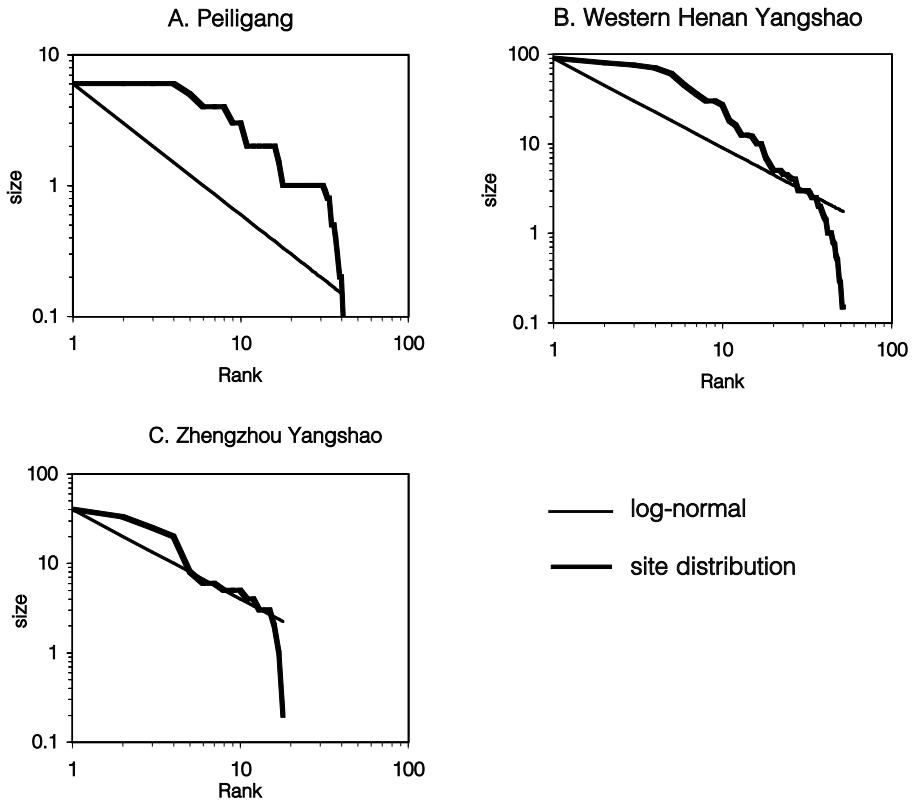 A. Peiligang
10
1
0.1
size
1
10
100
Rank
B. Western Henan Yangshao
100
10
1
0.1
size
1
10
100
Rank
C. Zhengzhou Yangshao
100
10
1
0.1
size
1
10
100
Rank
log-normal
site distribution